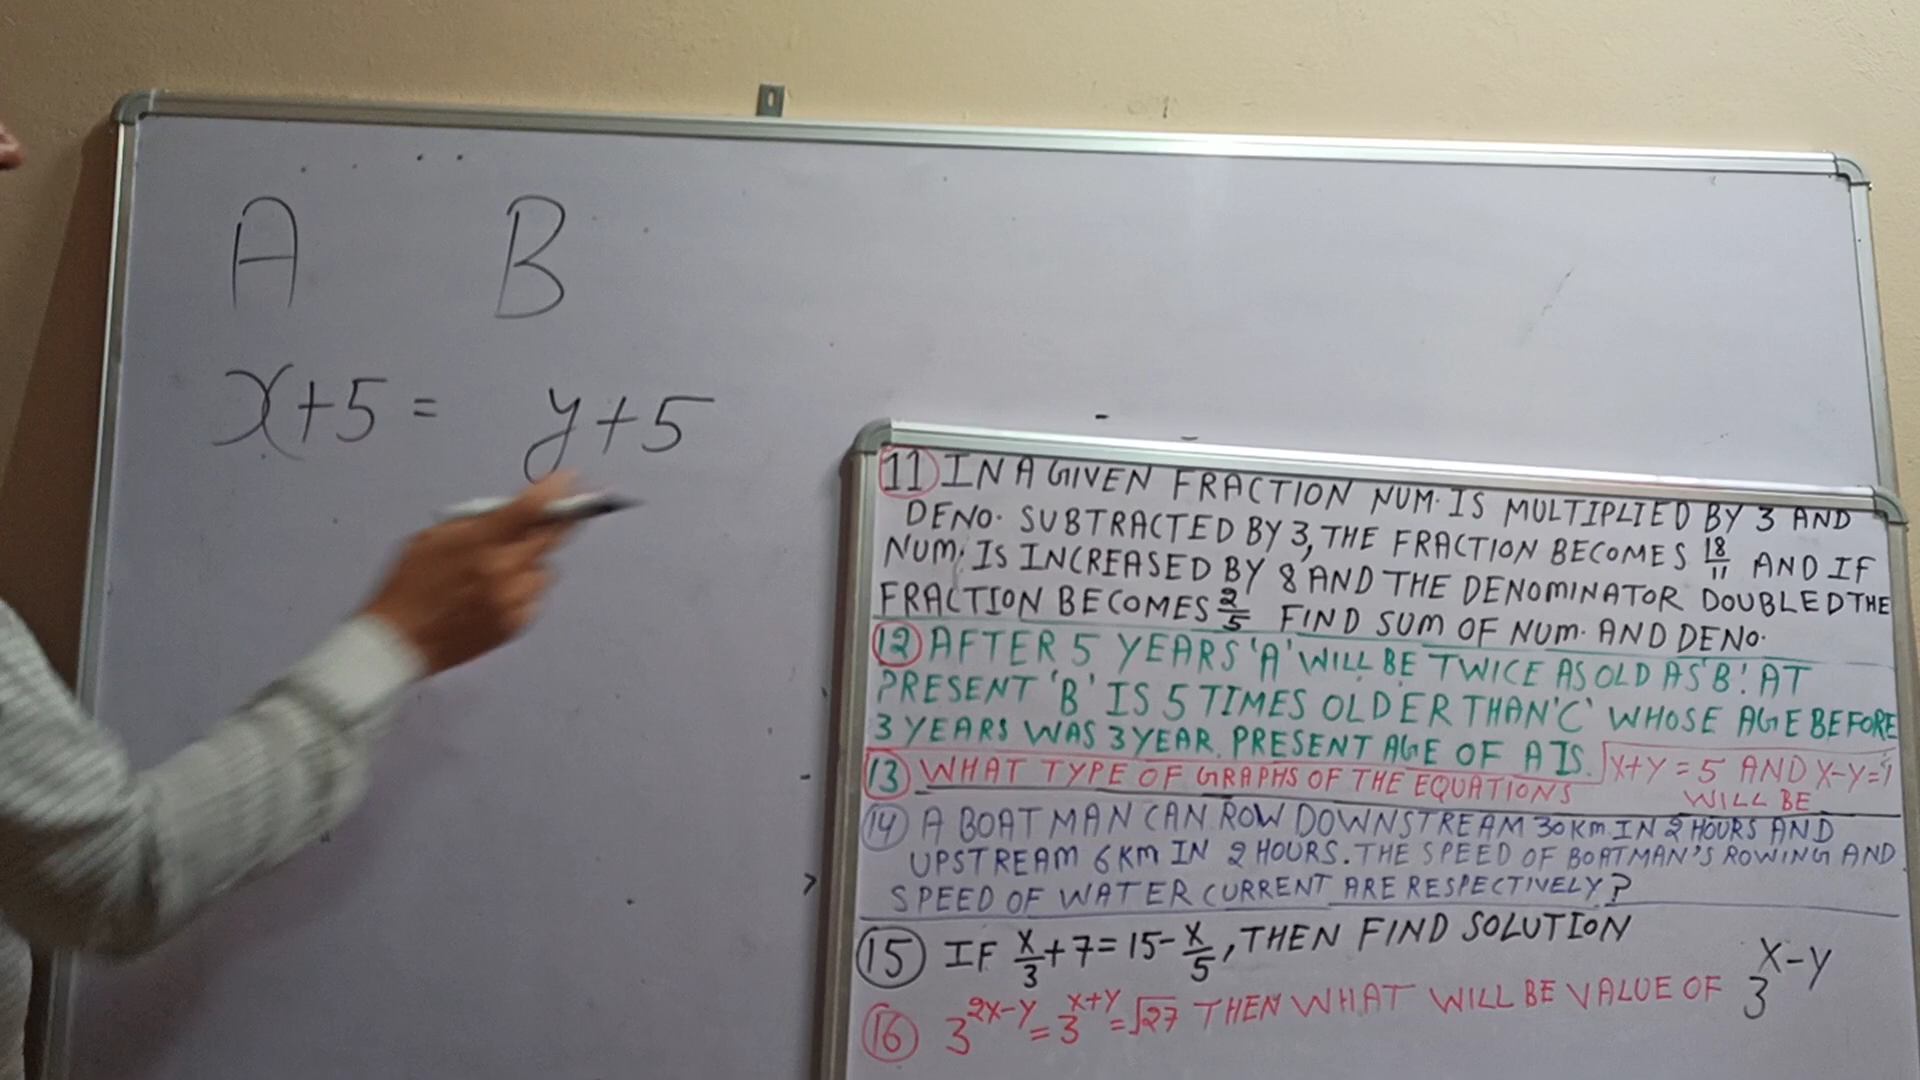 A B
x+5 = y+5
11 IN A GIVEN FRACTION NUM. IS MULTIPLIED BY 3 AND
DENO. SUBTRACTED BY 3, THE FRACTION BECOMES 18/11 AND IF
NUM. IS INCREASED BY 8 AND THE DENOMINATOR DOUBLED THE
FRACTION BECOMES 2/5 FIND SUM OF NUM. AND DENO.
12 AFTER 5 YEARS 'A' WILL BE TWICE AS OLD AS 'B'. AT
PRESENT 'B' IS 5 TIMES OLDER THAN 'C' WHOSE AGE BEFORE
3 YEARS WAS 3 YEAR. PRESENT AGE OF A IS.
13 WHAT TYPE OF GRAPHS OF THE EQUATIONS x+y = 5 AND x-y=1
WILL BE
14 A BOATMAN CAN ROW DOWNSTREAM 30 KM. IN 2 HOURS AND
UPSTREAM 6 KM IN 2 HOURS. THE SPEED OF BOATMAN'S ROWING AND
SPEED OF WATER CURRENT ARE RESPECTIVELY?
15 IF x/3 + 7 = 15 - x/5, THEN FIND SOLUTION
16 3^2x-y = 3^x+y = √27 THEN WHAT WILL BE VALUE OF 3^x-y